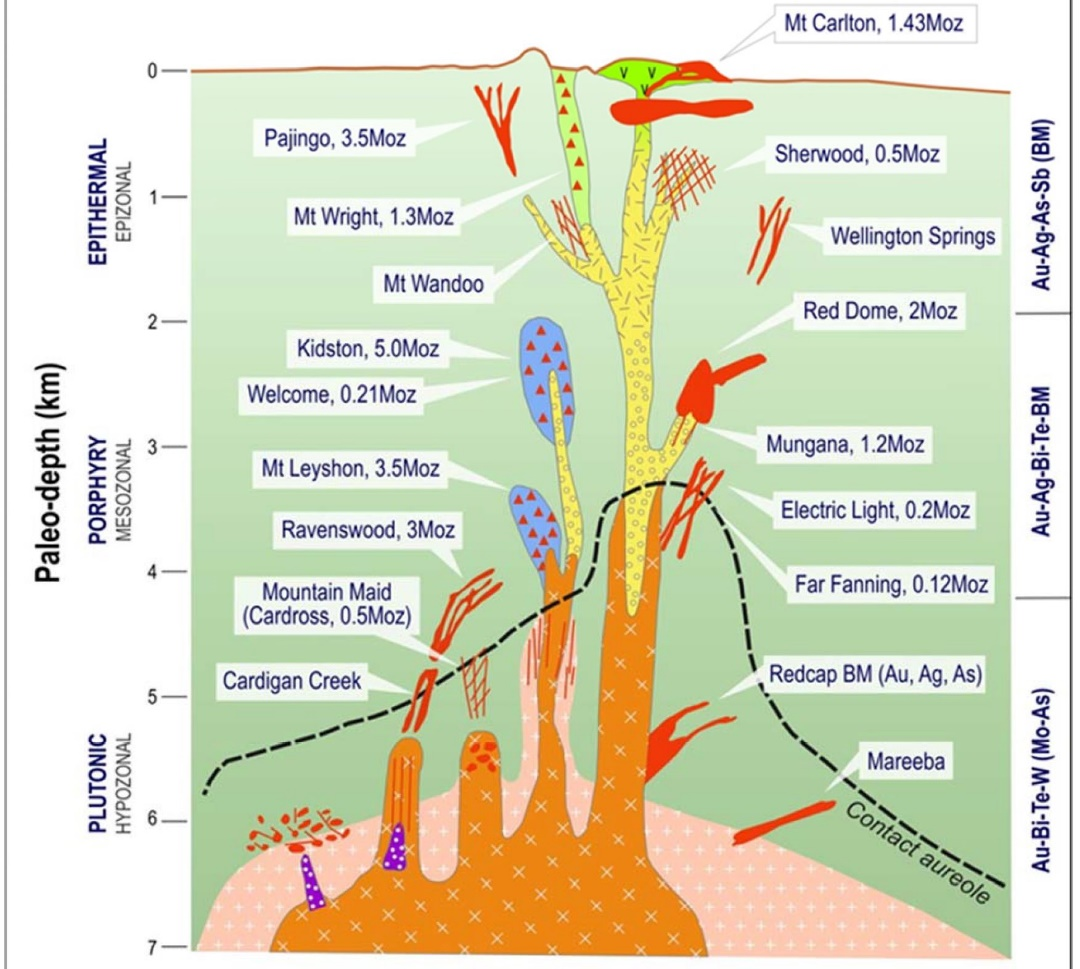 Mt Carlton, 1.43Moz
0
Pajingo, 3.5Moz
Sherwood, 0.5Moz
EPITHERMAL
EPIZONAL
1
Mt Wright, 1.3Moz
Wellington Springs
Au-Ag-As-Sb (BM)
Mt Wandoo
2
Red Dome, 2Moz
Kidston, 5.0Moz
Welcome, 0.21Moz
Paleo-depth (km)
PORPHYRY
MESOZONAL
3
Mungana, 1.2Moz
Au-Ag-Bi-Te-BM
Mt Leyshon, 3.5Moz
Electric Light, 0.2Moz
Ravenswood, 3Moz
4
Far Fanning, 0.12Moz
Mountain Maid
(Cardross, 0.5Moz)
Cardigan Creek
5
Redcap BM (Au, Ag, As)
PLUTONIC
HYPOZONAL
Mareeba
Au-Bi-Te-W (Mo-As)
6
Contact aureole
7
V V
V